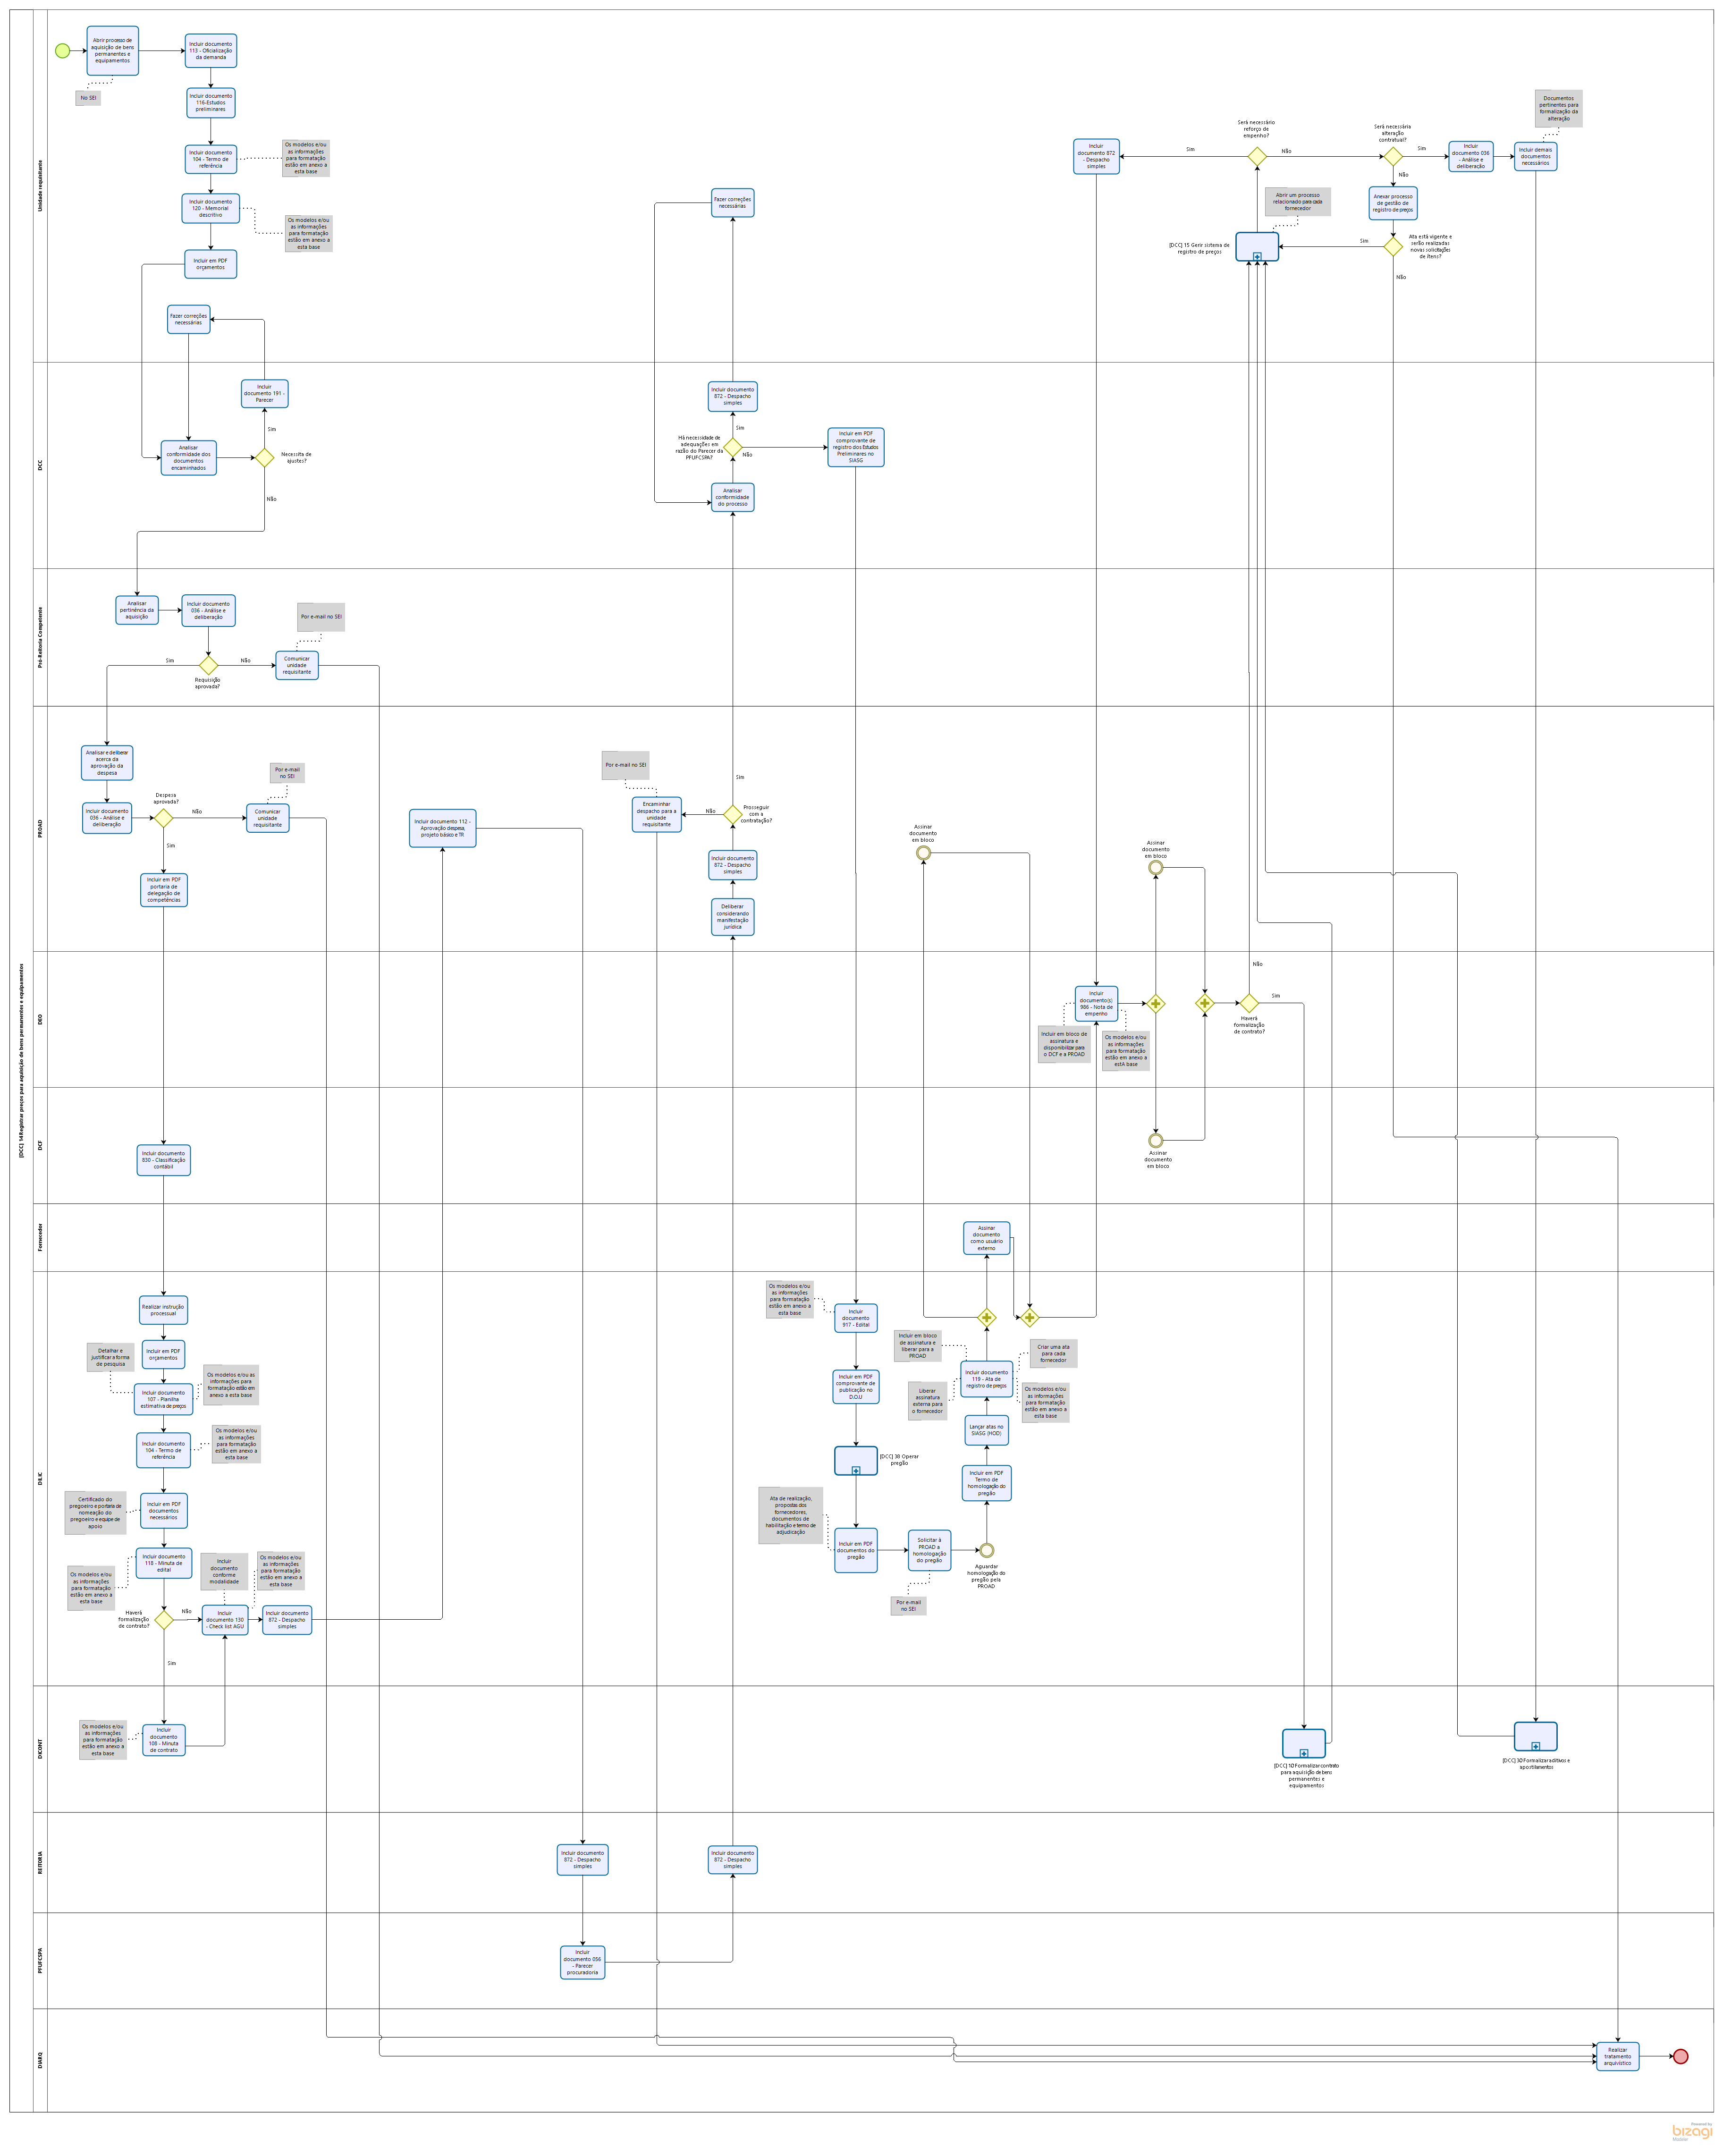 [DCC] 14 Registrar preços para aquisição de bens permanentes e equipamentos
Unidade requisitante
Abrir processo de
aquisição de bens
permanentes e
equipamentos
No SEI
Incluir documento
113 - Oficialização
da demanda
Incluir documento
116-Estudos
preliminares
Incluir documento
104 - Termo de
referência
Os modelos e/ou
as informações
para formatação
estão em anexo a
esta base
Incluir documento
120 - Memorial
descritivo
Os modelos e/ou
as informações
para formatação
estão em anexo a
esta base
Incluir em PDF
orçamentos
Fazer correções
necessárias
Fazer correções
necessárias
Incluir
documento 872
- Despacho
simples
Sim
Será necessário
reforço de
empenho?
Não
Será necessária
alteração
contratual?
Sim
Não
Incluir
documento 036
- Análise e
deliberação
Incluir demais
documentos
necessários
Documentos
pertinentes para
formalização da
alteração
Anexar processo
de gestão de
registro de preços
Abrir um processo
relacionado para cada
fornecedor
[DCC] 15 Gerir sistema de
registro de preços
Sim
Ata está vigente e
serão realizadas
novas solicitações
de itens?
Não
DCC
Incluir
documento 191 -
Parecer
Sim
Analisar
conformidade dos
documentos
encaminhados
Necessita de
ajustes?
Não
Incluir documento
872 - Despacho
simples
Sim
Há necessidade de
adequações em
razão do Parecer da
PFUFCSPA?
Não
Incluir em PDF
comprovante de
registro dos Estudos
Preliminares no
SIASG
Analisar
conformidade
do processo
Pró-Reitoria Competente
Analisar
pertinência da
aquisição
Incluir documento
036 - Análise e
deliberação
Por e-mail no SEI
Sim
Não
Requisição
aprovada?
Comunicar
unidade
requisitante
PROAD
Analisar e deliberar
acerca da
aprovação da
despesa
Incluir documento
036 - Análise e
deliberação
Despesa
aprovada?
Não
Sim
Por e-mail
no SEI
Comunicar
unidade
requisitante
Incluir em PDF
portaria de
delegação de
competências
Incluir documento 112 -
Aprovação despesa,
projeto básico e TR
Por e-mail no SEI
Encaminhar
despacho para a
unidade
requisitante
Não
Sim
Prosseguir
com a
contratação?
Incluir documento
872 - Despacho
simples
Deliberar
considerando
manifestação
jurídica
Assinar
documento
em bloco
Assinar
documento
em bloco
Incluir
documento(s)
986 - Nota de
empenho
Incluir em bloco de
assinatura e
disponibilizar para
o DCF e a PROAD
Os modelos e/ou
as informações
para formatação
estão em anexo a
estA base
Não
Sim
Haverá
formalização
de contrato?
DCF
Incluir documento
830 - Classificação
contábil
Assinar
documento
em bloco
Fornecedor
Assinar
documento
como usuário
externo
DILIC
Realizar instrução
processual
Incluir em PDF
orçamentos
Detalhar e
justificar a forma
de pesquisa
Incluir documento
107 - Planilha
estimativa de preços
Os modelos e/ou as
informações para
formatação estão em
anexo a esta base
Incluir documento
104 - Termo de
referência
Os modelos e/ou
as informações
para formatação
estão em anexo a
esta base
Certificado do
pregoeiro e portaria de
nomeação do
pregoeiro e equipe de
apoio
Incluir em PDF
documentos
necessários
Incluir documento
118 - Minuta de
edital
Os modelos e/ou
as informações
para formatação
estão em anexo a
esta base
Haverá
formalização
de contrato?
Não
Sim
Incluir
documento
conforme
modalidade
Os modelos e/ou
as informações
para formatação
estão em anexo a
esta base
Incluir
documento 130
- Check list AGU
Incluir documento
872 - Despacho
simples
Os modelos e/ou
as informações
para formatação
estão em anexo a
esta base
Incluir
documento
917 - Edital
Incluir em PDF
comprovante de
publicação no
D.O.U
[DCC] 38 Operar
pregão
Ata de realização,
propostas dos
fornecedores,
documentos de
habilitação e termo de
adjudicação
Incluir em PDF
documentos do
pregão
Solicitar à
PROAD a
homologação
do pregão
Por e-mail
no SEI
Aguardar
homologação do
pregão pela
PROAD
Incluir em PDF
Termo de
homologação do
pregão
Lançar atas no
SIASG (HOD)
Incluir documento
119 - Ata de
registro de preços
Incluir em bloco
de assinatura e
liberar para a
PROAD
Criar uma ata
para cada
fornecedor
Liberar
assinatura
externa para
o fornecedor
Os modelos e/ou
as informações
para formatação
estão em anexo a
esta base
DICONT
Os modelos e/ou
as informações
para formatação
estão em anexo a
esta base
Incluir
documento
108 - Minuta
de contrato
[DCC] 10 Formalizar contrato
para aquisição de bens
permanentes e
equipamentos
[DCC] 30 Formalizar aditivos e
apostilamentos
REITORIA
Incluir documento
872 - Despacho
simples
Incluir documento
872 - Despacho
simples
PFUFCSPA
Incluir
documento 056
- Parecer
procuradoria
DIARQ
Realizar
tratamento
arquivístico
Powered by
bizagi
Modeler